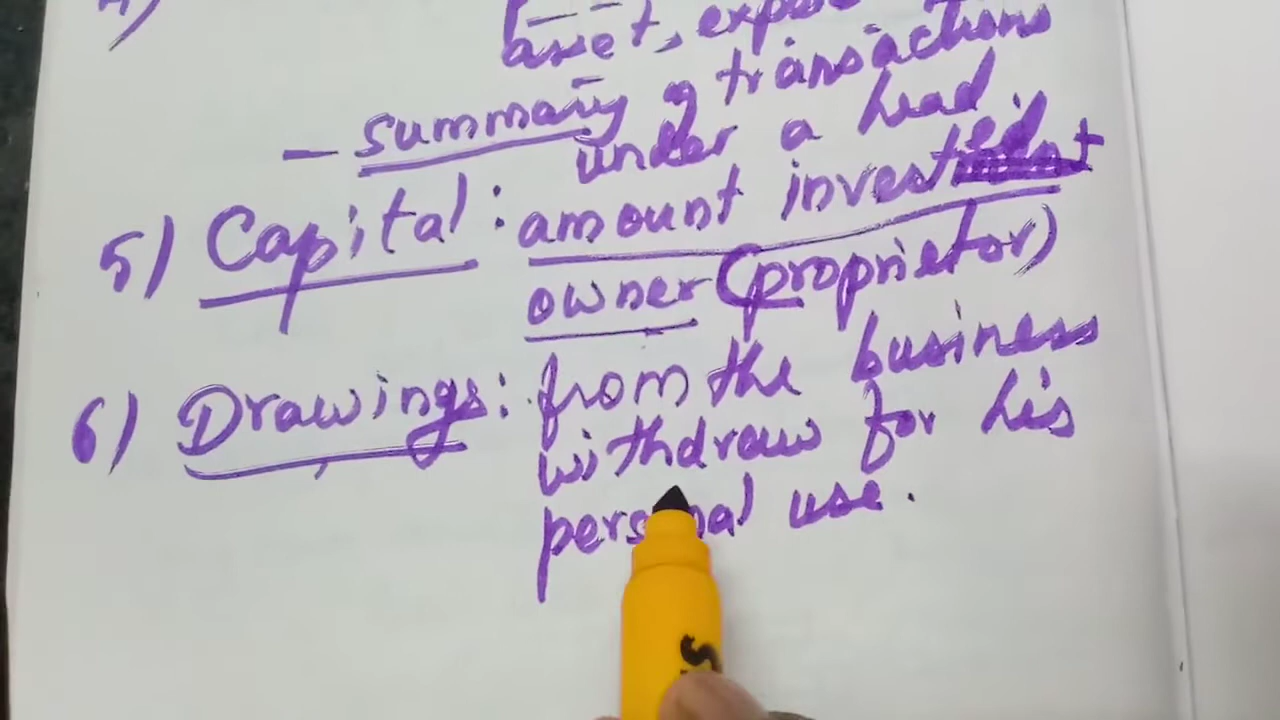 4)
asset,
– summary of transactions
under a head
5) Capital : amount invested
owner (proprietor)
6) Drawings : from the business
withdraw for his
personal use.
S